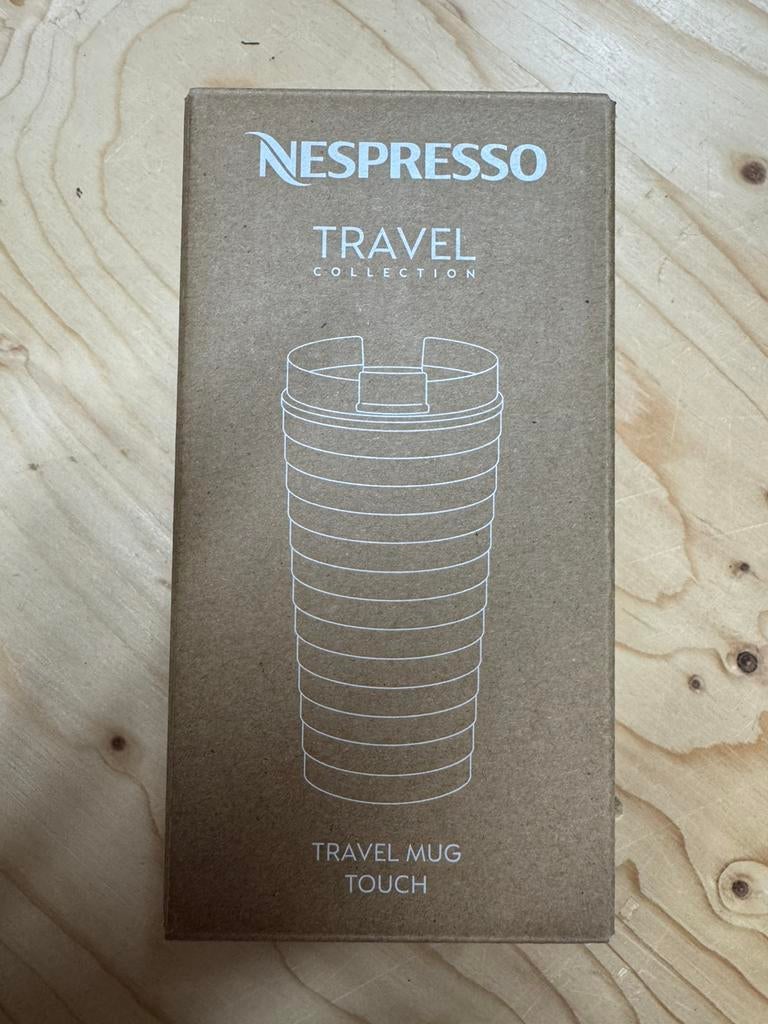 NESPRESSO
TRAVEL
COLLECTION
TRAVEL MUG
TOUCH